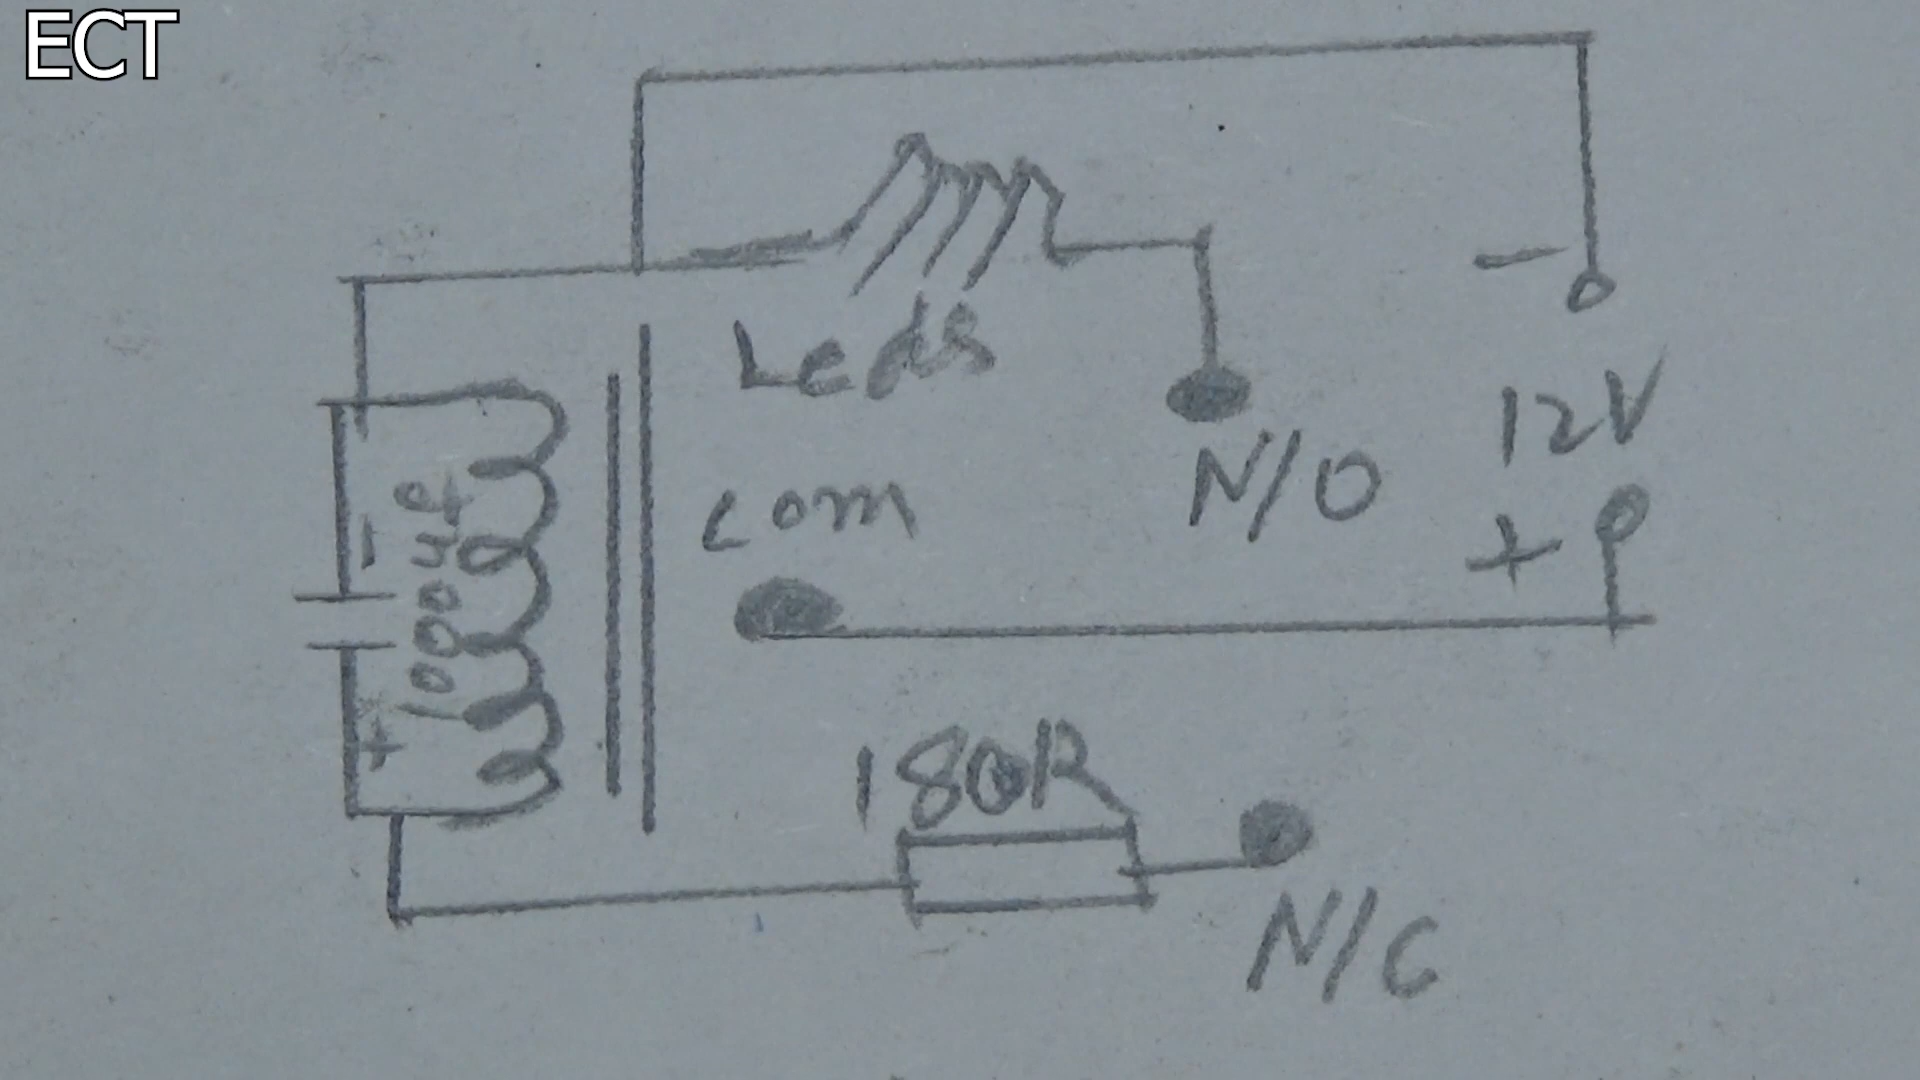 ECT
Leds
-
12V
N/O
com
+
- 1000uf +
180R
N/C